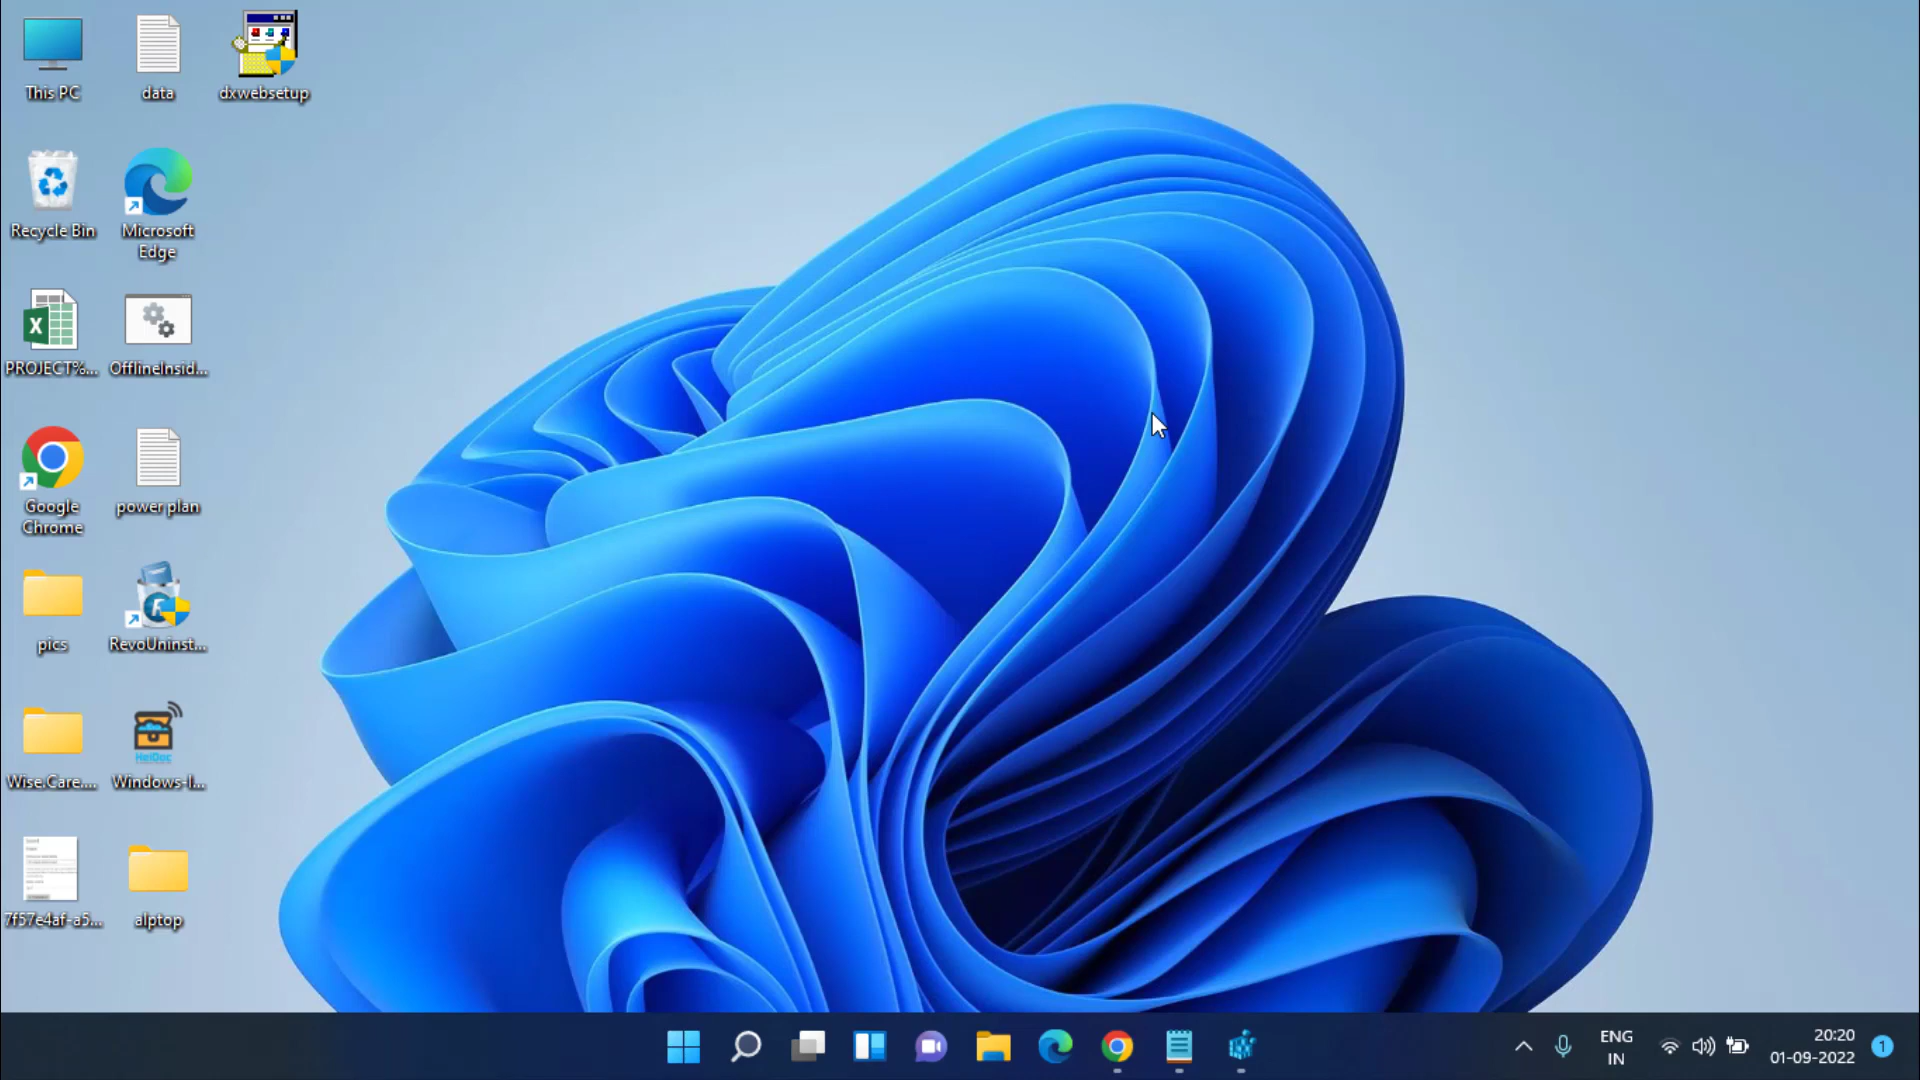 This PC
data
dxwebsetup
Recycle Bin
Microsoft
Edge
PROJECT%...
OfflineInsid...
Google
Chrome
power plan
pics
RevoUninst...
HeiDoc
Wise.Care....
Windows-I...
7f57e4af-a5...
alptop
ENG
IN
20:20
01-09-2022
1